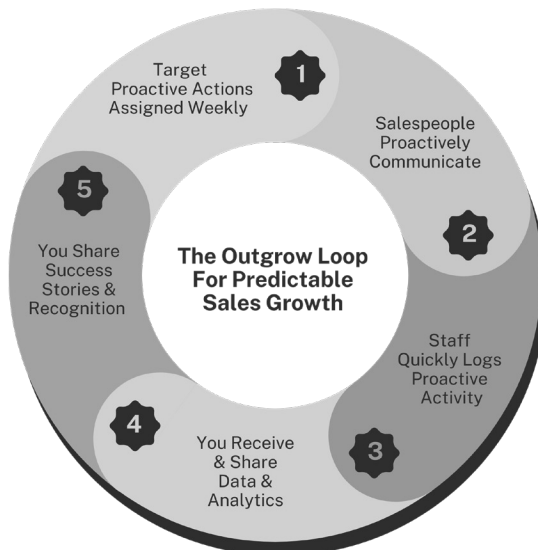 1
Target
Proactive Actions
Assigned Weekly
Salespeople
Proactively
Communicate
2
Staff
Quickly Logs
Proactive
Activity
3
You Receive
& Share
Data &
Analytics
4
5
You Share
Success
Stories &
Recognition
The Outgrow Loop
For Predictable
Sales Growth